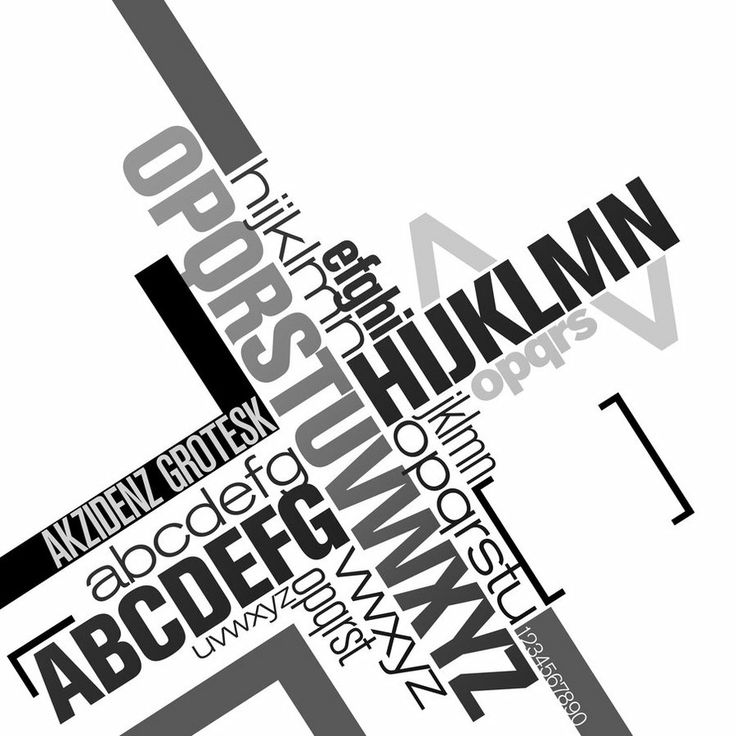 OPQRSTUVWXYZ
hijklmn
efghi
HIJKLMN
opqrs
jklmn
opqrstu
AKZIDENZ GROTESK
abcdefg
ABCDEFG
uvwxyz
opqrst
vwxyz
1234567890